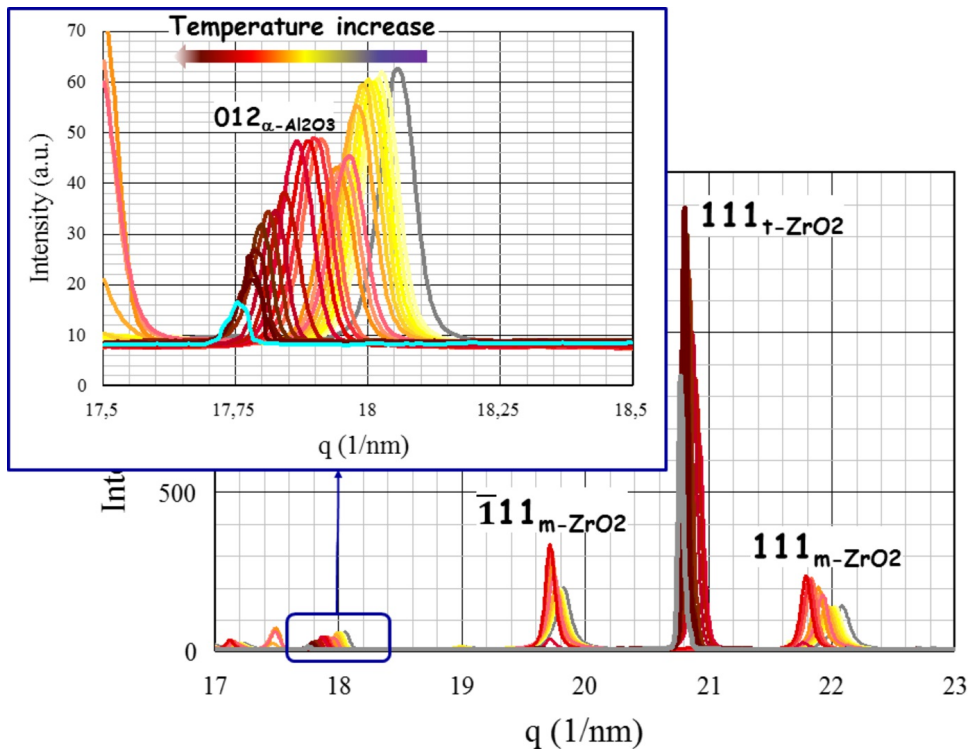 70
60
50
40
30
20
10
0
Intensity (a.u.)
Temperature increase
012α-Al2O3
17,5
17,75
18
18,25
18,5
q (1/nm)
500
0
1̅11m-ZrO2
111t-ZrO2
111m-ZrO2
17
18
19
20
21
22
23
q (1/nm)